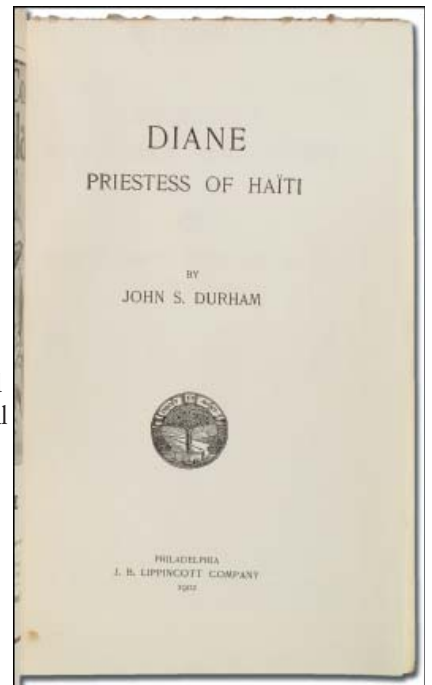 DIANE
PRIESTESS OF HAÏTI
BY
JOHN S. DURHAM
PHILADELPHIA
J. B. LIPPINCOTT COMPANY
1902